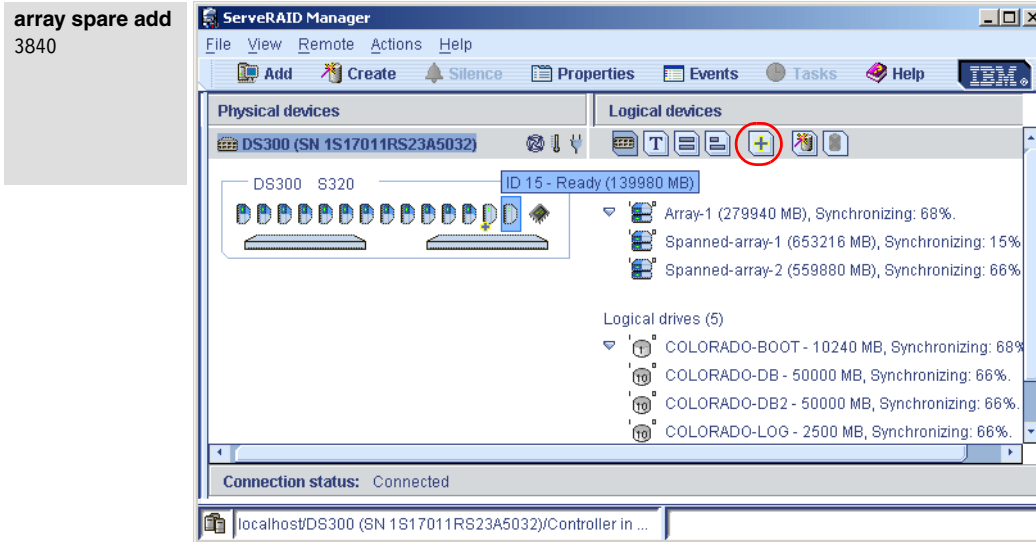 array spare add
3840
ServeRAID Manager
File View Remote Actions Help
Add Create Silence Properties Events Tasks Help IBM
Physical devices Logical devices
DS300 (SN 1S17011RS23A5032) T
DS300 S320 ID 15 - Ready (139980 MB)
Array-1 (279940 MB), Synchronizing: 68%.
Spanned-array-1 (653216 MB), Synchronizing: 15%
Spanned-array-2 (559880 MB), Synchronizing: 66%
Logical drives (5)
1 COLORADO-BOOT - 10240 MB, Synchronizing: 68%
10 COLORADO-DB - 50000 MB, Synchronizing: 66%.
10 COLORADO-DB2 - 50000 MB, Synchronizing: 66%.
10 COLORADO-LOG - 2500 MB, Synchronizing: 66%.
Connection status: Connected
localhost/DS300 (SN 1S17011RS23A5032)/Controller in ...